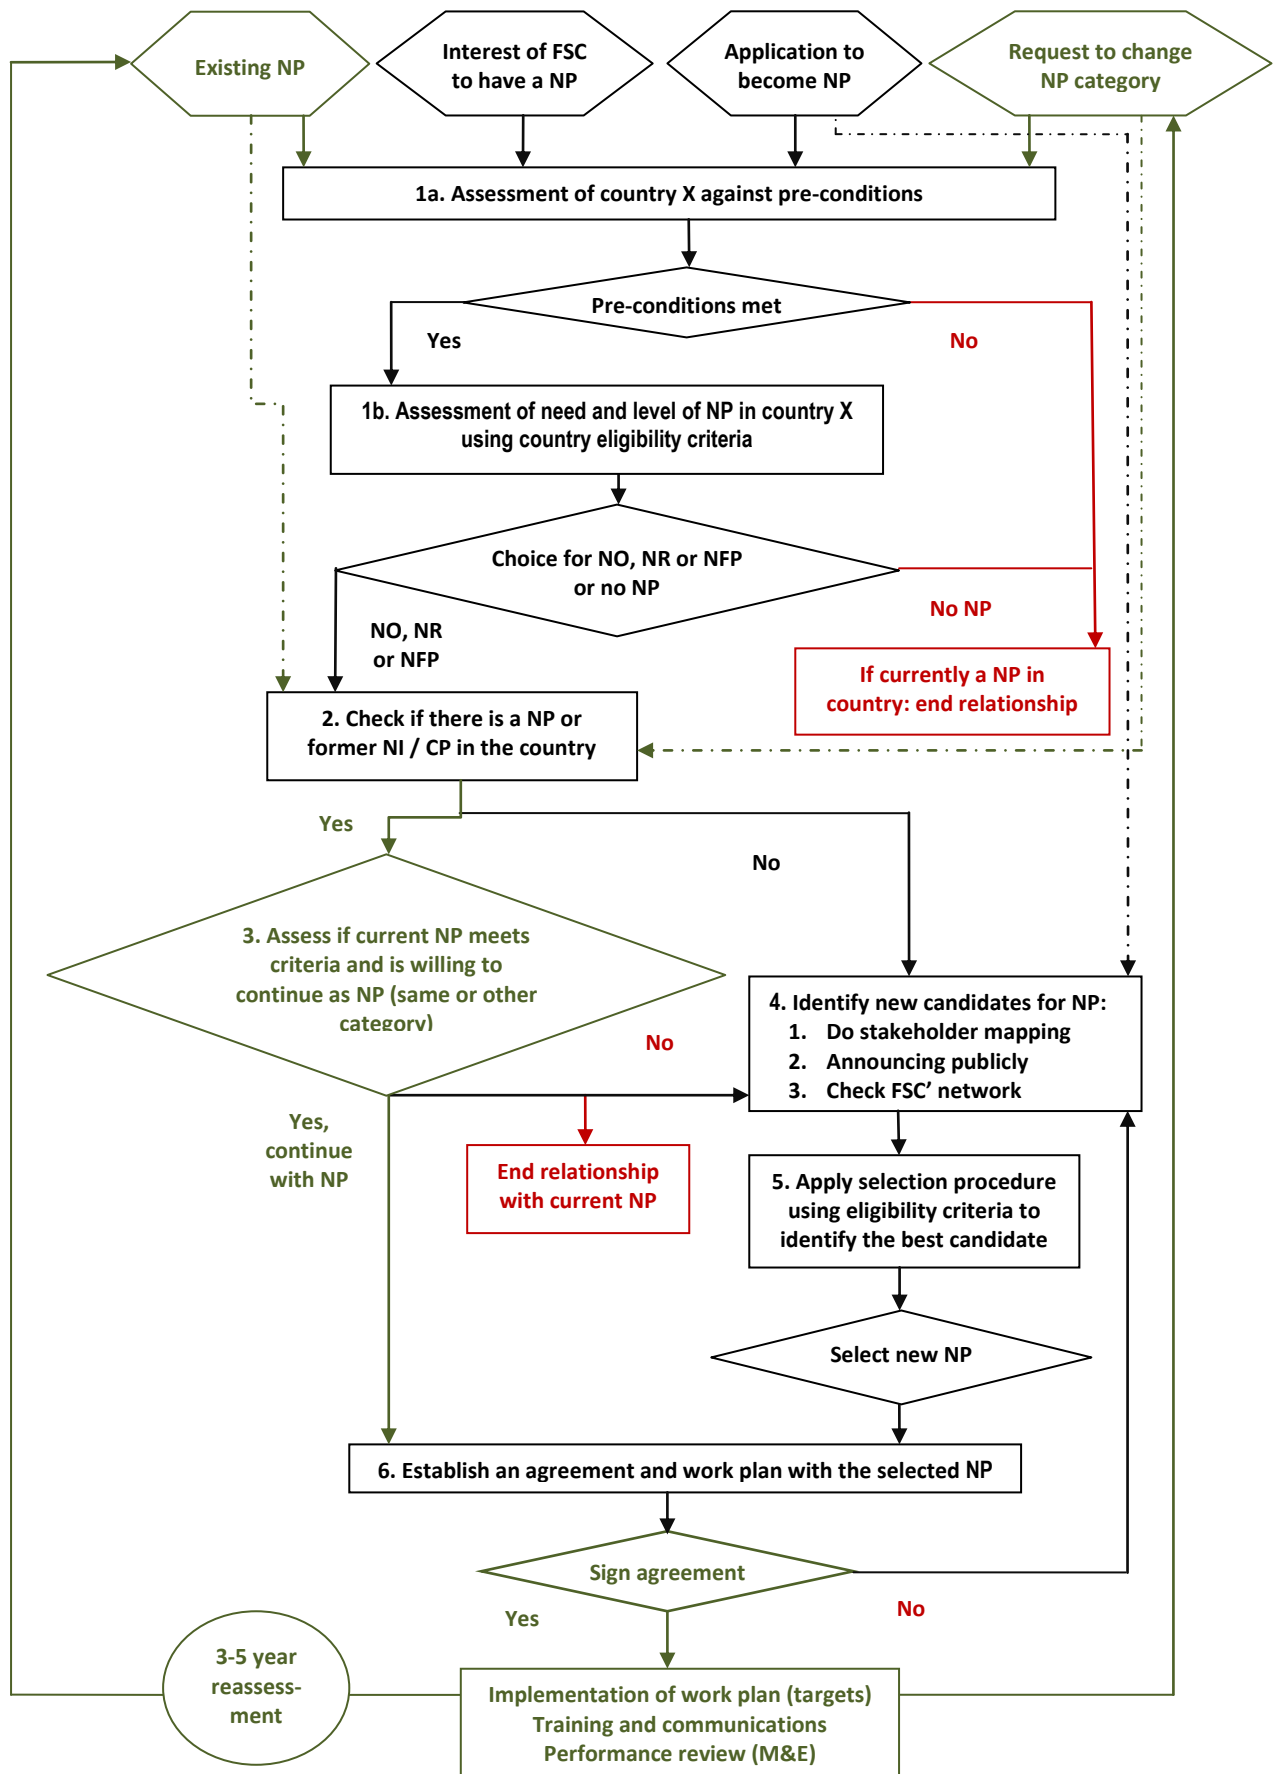 Existing NP
Interest of FSC
to have a NP
Application to
become NP
Request to change
NP category
1a. Assessment of country X against pre-conditions
Pre-conditions met
Yes
No
1b. Assessment of need and level of NP in country X
using country eligibility criteria
Choice for NO, NR or NFP
or no NP
No NP
NO, NR
or NFP
If currently a NP in
country: end relationship
2. Check if there is a NP or
former NI / CP in the country
Yes
No
3. Assess if current NP meets
criteria and is willing to
continue as NP (same or other
category)
No
4. Identify new candidates for NP:
1. Do stakeholder mapping
2. Announcing publicly
3. Check FSC' network
Yes,
continue
with NP
End relationship
with current NP
5. Apply selection procedure
using eligibility criteria to
identify the best candidate
Select new NP
6. Establish an agreement and work plan with the selected NP
Sign agreement
Yes
No
3-5 year
reassess-
ment
Implementation of work plan (targets)
Training and communications
Performance review (M&E)